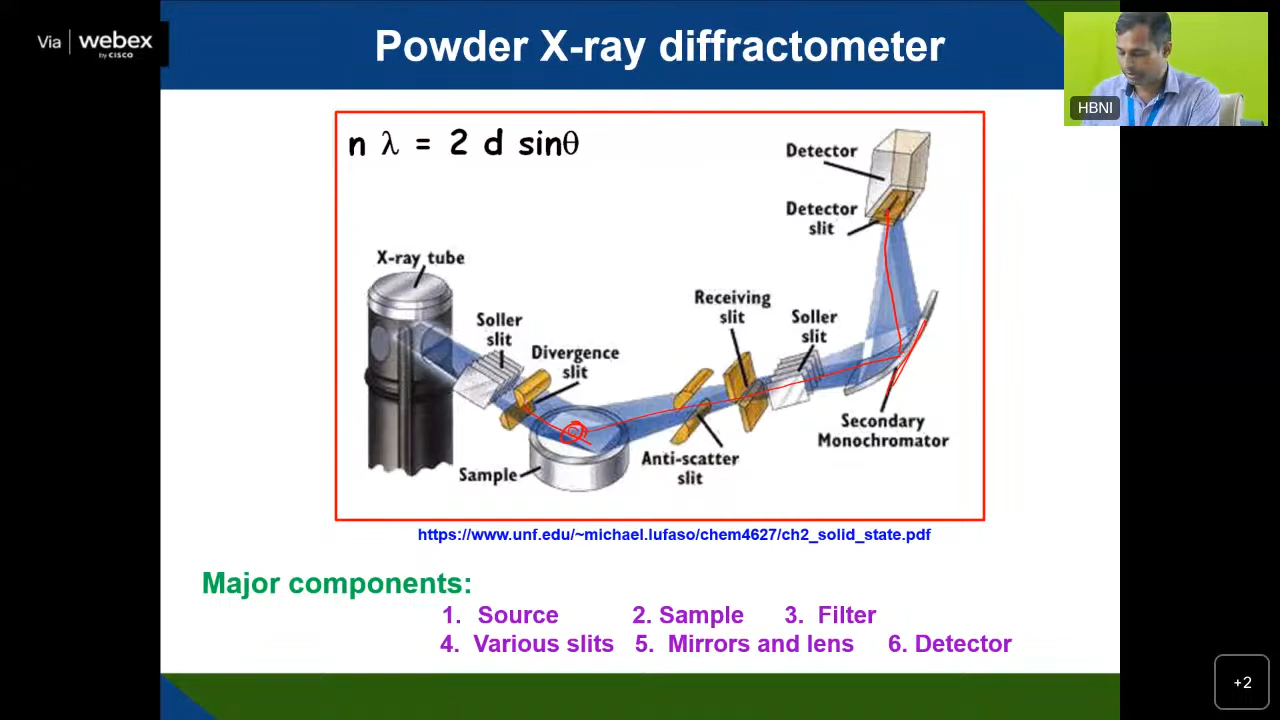 Via | webex
by CISCO
Powder X-ray diffractometer
HBNI
n λ = 2 d sinθ
Detector
Detector
slit
X-ray tube
Soller
slit
Divergence
slit
Receiving
slit
Soller
slit
Secondary
Monochromator
Anti-scatter
slit
Sample
https://www.unf.edu/~michael.lufaso/chem4627/ch2_solid_state.pdf
Major components:
1. Source 2. Sample 3. Filter
4. Various slits 5. Mirrors and lens 6. Detector
+2